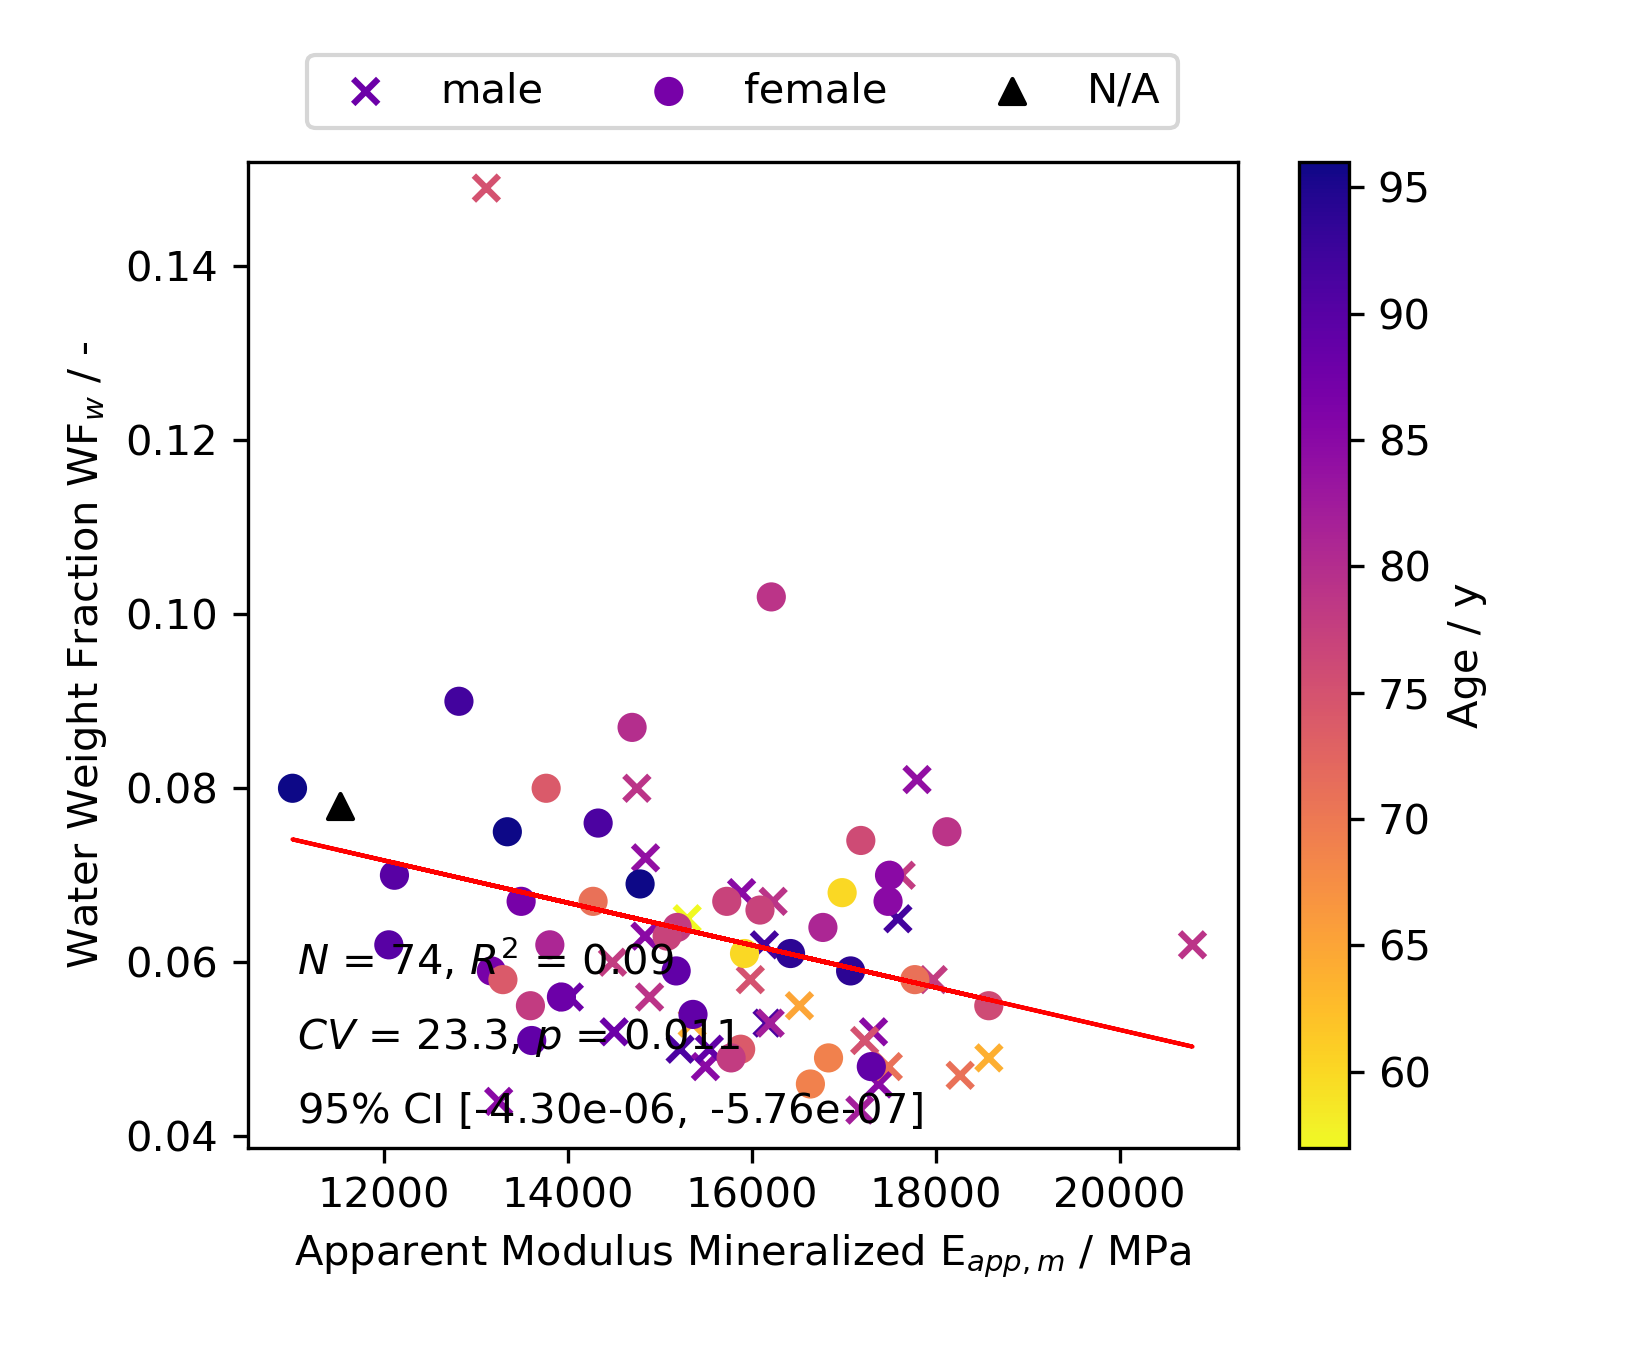 male female N/A
0.14
0.12
0.10
0.08
0.06
0.04
Water Weight Fraction WF_w / -
N = 74, R² = 0.09
CV = 23.3, p = 0.011
95% CI [-4.30e-06, -5.76e-07]
12000 14000 16000 18000 20000
Apparent Modulus Mineralized E_app,m / MPa
95
90
85
80
75
70
65
60
Age / y